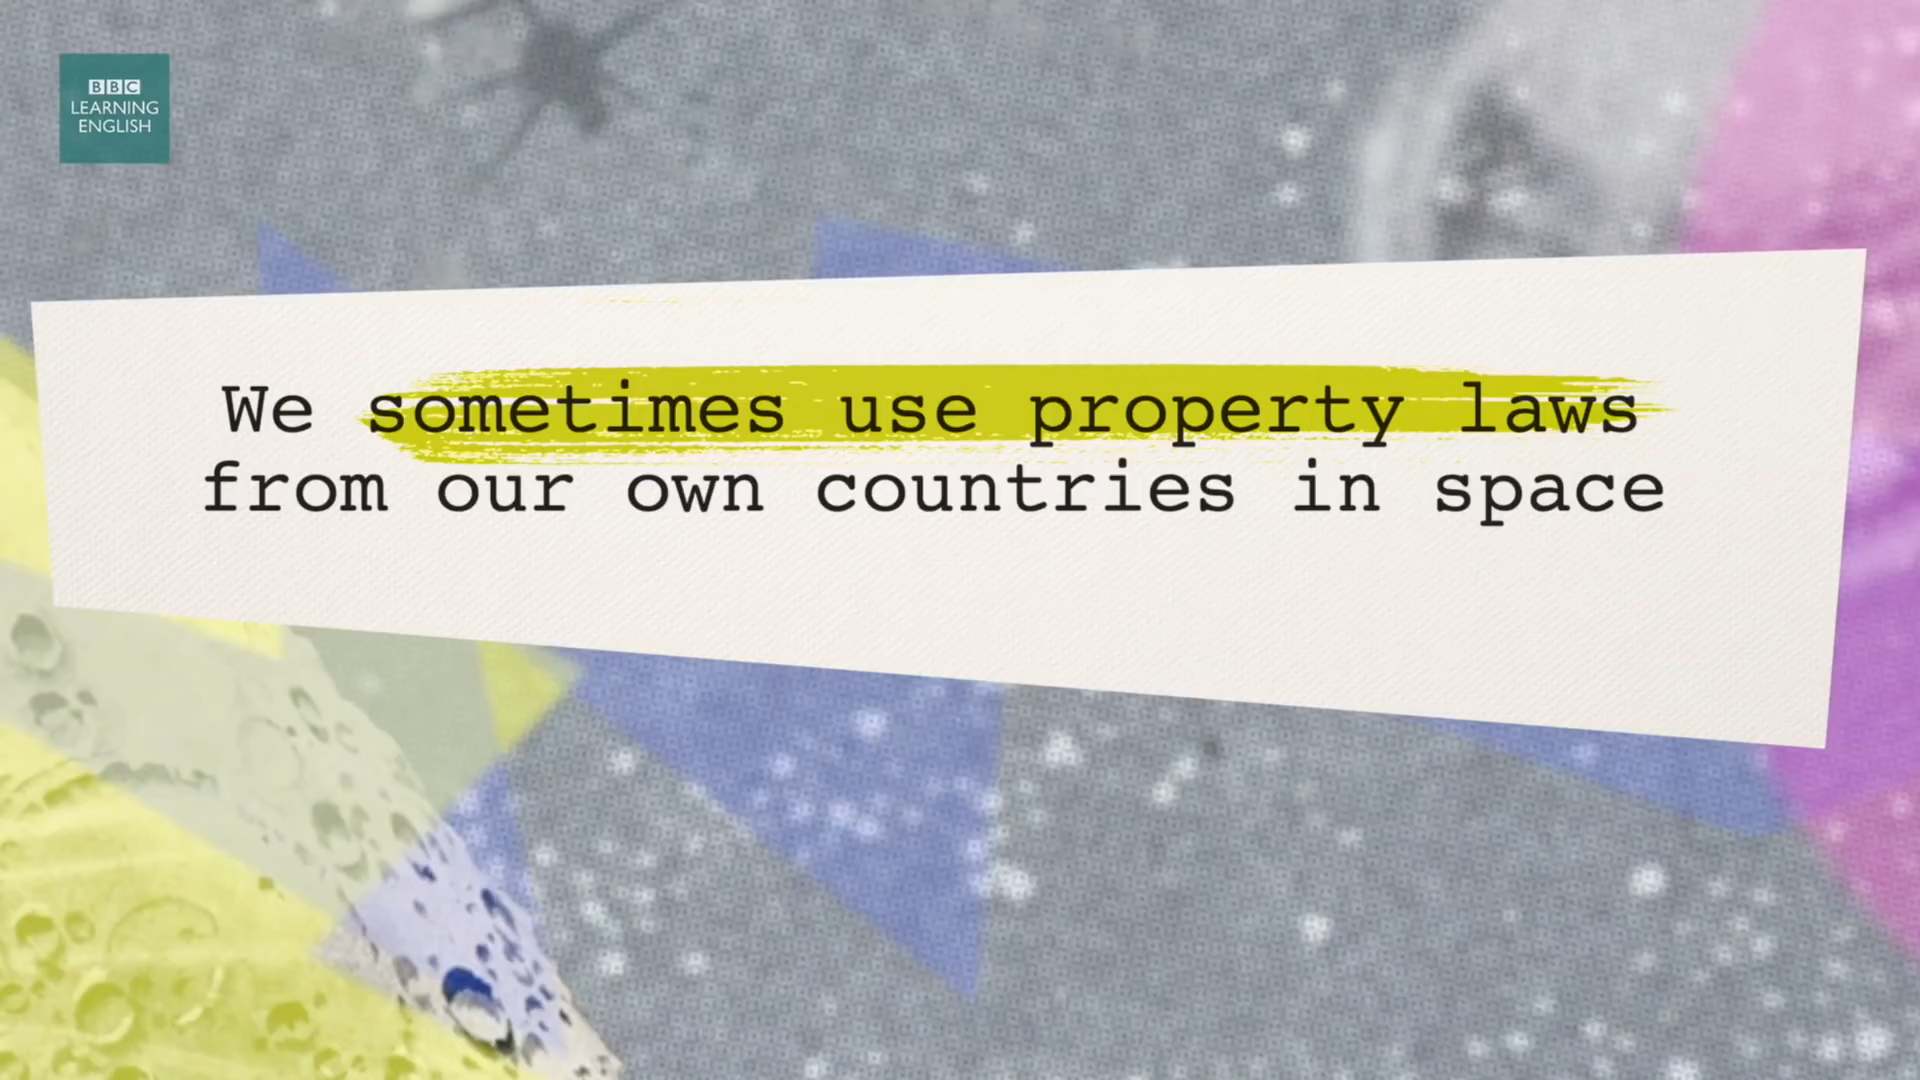 BBC
LEARNING
ENGLISH
We sometimes use property laws
from our own countries in space